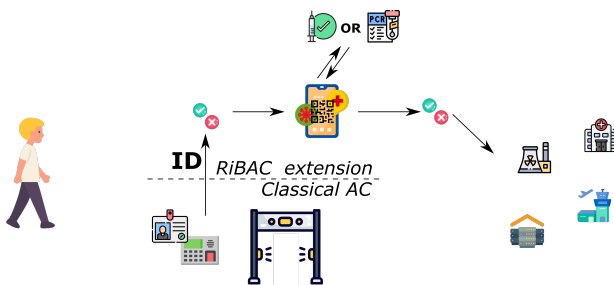 OR
PCR
ID
RiBAC extension
Classical AC